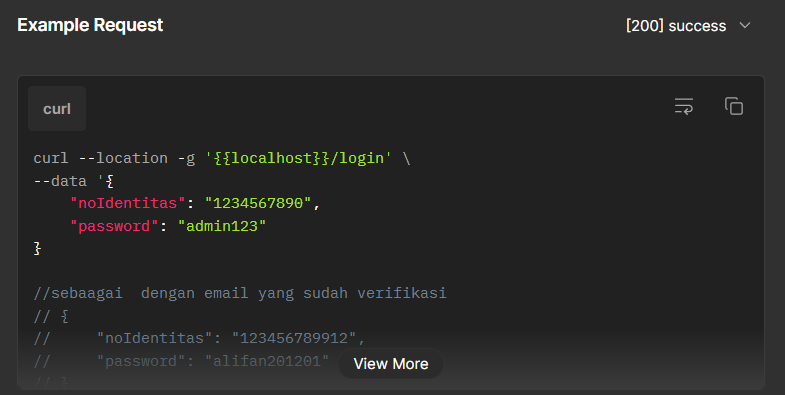 Example Request
[200] success
curl
curl --location -g '{{localhost}}/login' \
--data '{
    "noIdentitas": "1234567890",
    "password": "admin123"
}
//sebaagai  dengan email yang sudah verifikasi
// {
//     "noIdentitas": "123456789912",
//     "password": "alifan201201"
// }
View More